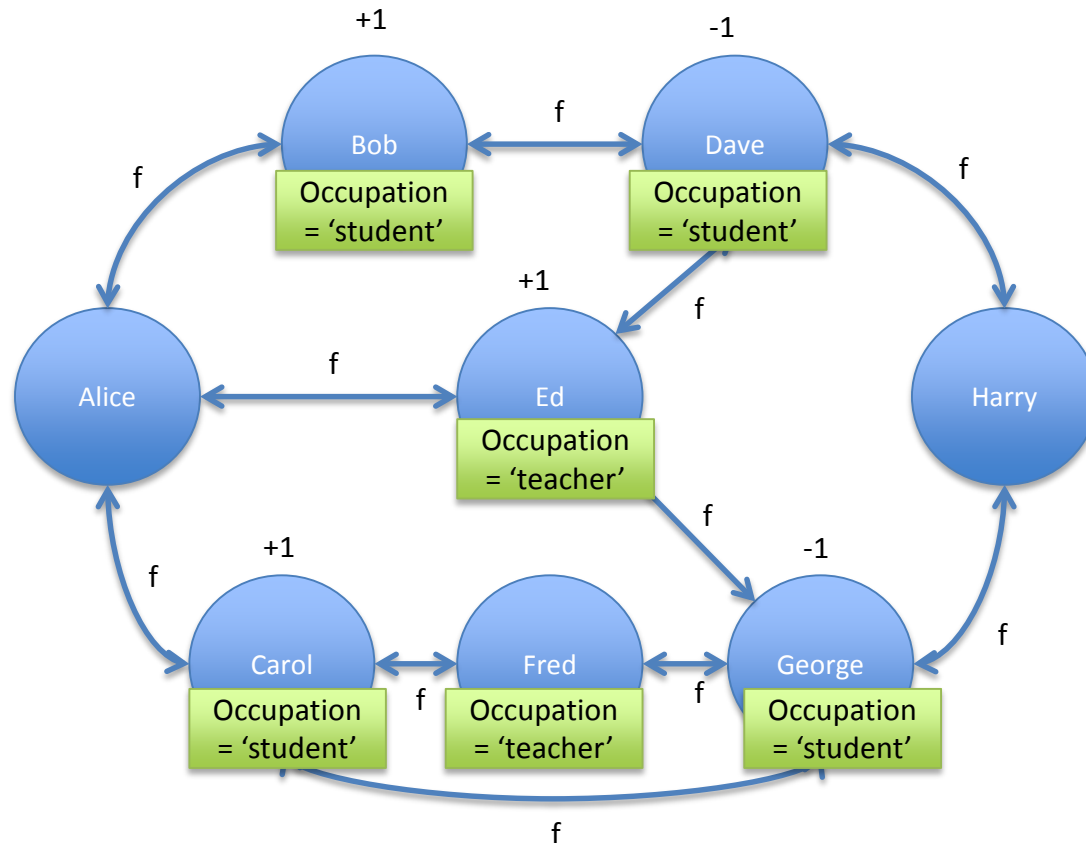 +1
-1
f
Bob
Dave
f
f
Occupation
= ‘student’
Occupation
= ‘student’
+1
f
f
Alice
Ed
Harry
Occupation
= ‘teacher’
f
+1
-1
f
f
Carol
Fred
George
f
f
Occupation
= ‘student’
Occupation
= ‘teacher’
Occupation
= ‘student’
f